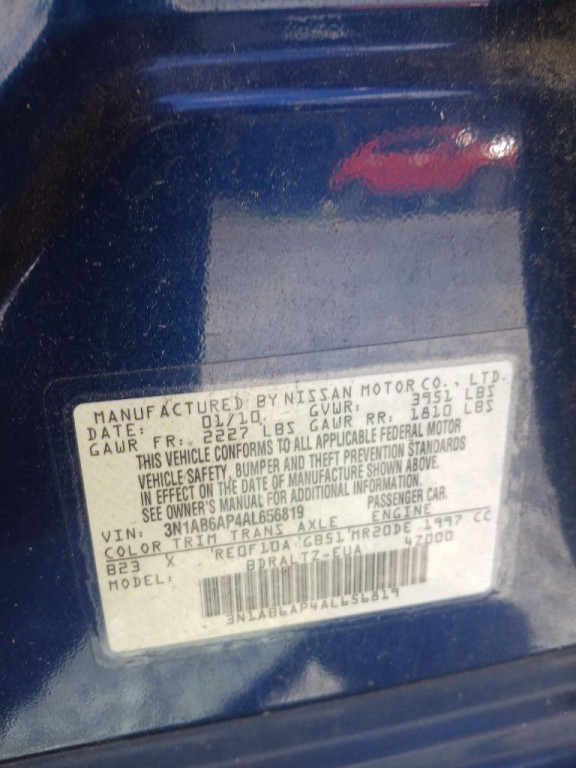 MANUFACTURED BY NISSAN MOTOR CO., LTD.
DATE: 01/10 GVWR: 3951 LBS
GAWR FR: 2227 LBS GAWR RR: 1810 LBS
THIS VEHICLE CONFORMS TO ALL APPLICABLE FEDERAL MOTOR
VEHICLE SAFETY, BUMPER AND THEFT PREVENTION STANDARDS
IN EFFECT ON THE DATE OF MANUFACTURE SHOWN ABOVE.
SEE OWNER'S MANUAL FOR ADDITIONAL INFORMATION.
VIN: 3N1AB6AP4AL656819 PASSENGER CAR.
COLOR TRIM TRANS AXLE ENGINE
B23 X RE0F10A GB51 MR20DE 1997 CC
MODEL: BDRALTZ-EUA 4Z000
3N1AB6AP4AL656819